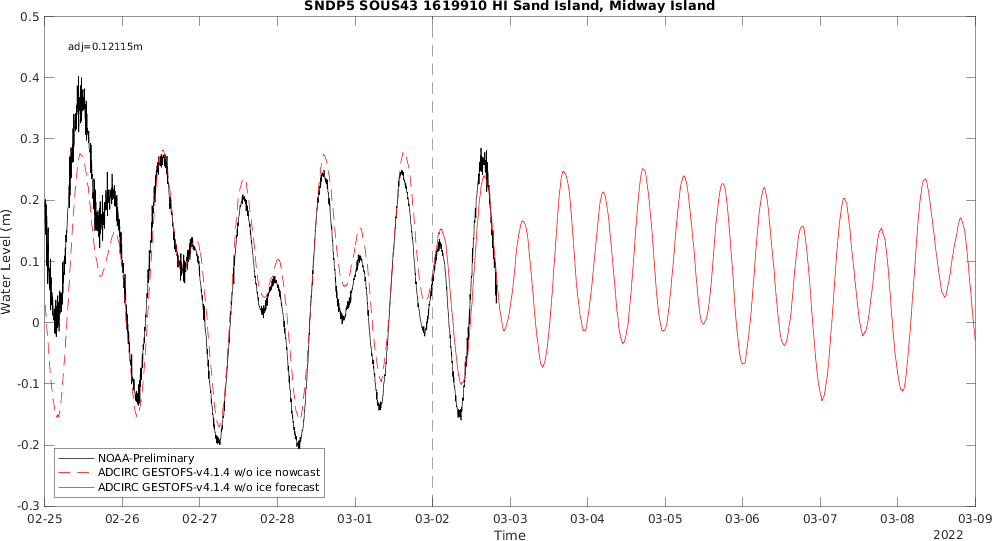 SNDP5 SOUS43 1619910 HI Sand Island, Midway Island
adj=0.12115m
0.5
0.4
0.3
0.2
0.1
0
-0.1
-0.2
-0.3
Water Level (m)
NOAA-Preliminary
ADCIRC GESTOFS-v4.1.4 w/o ice nowcast
ADCIRC GESTOFS-v4.1.4 w/o ice forecast
02-25 02-26 02-27 02-28 03-01 03-02 03-03 03-04 03-05 03-06 03-07 03-08 03-09
Time
2022